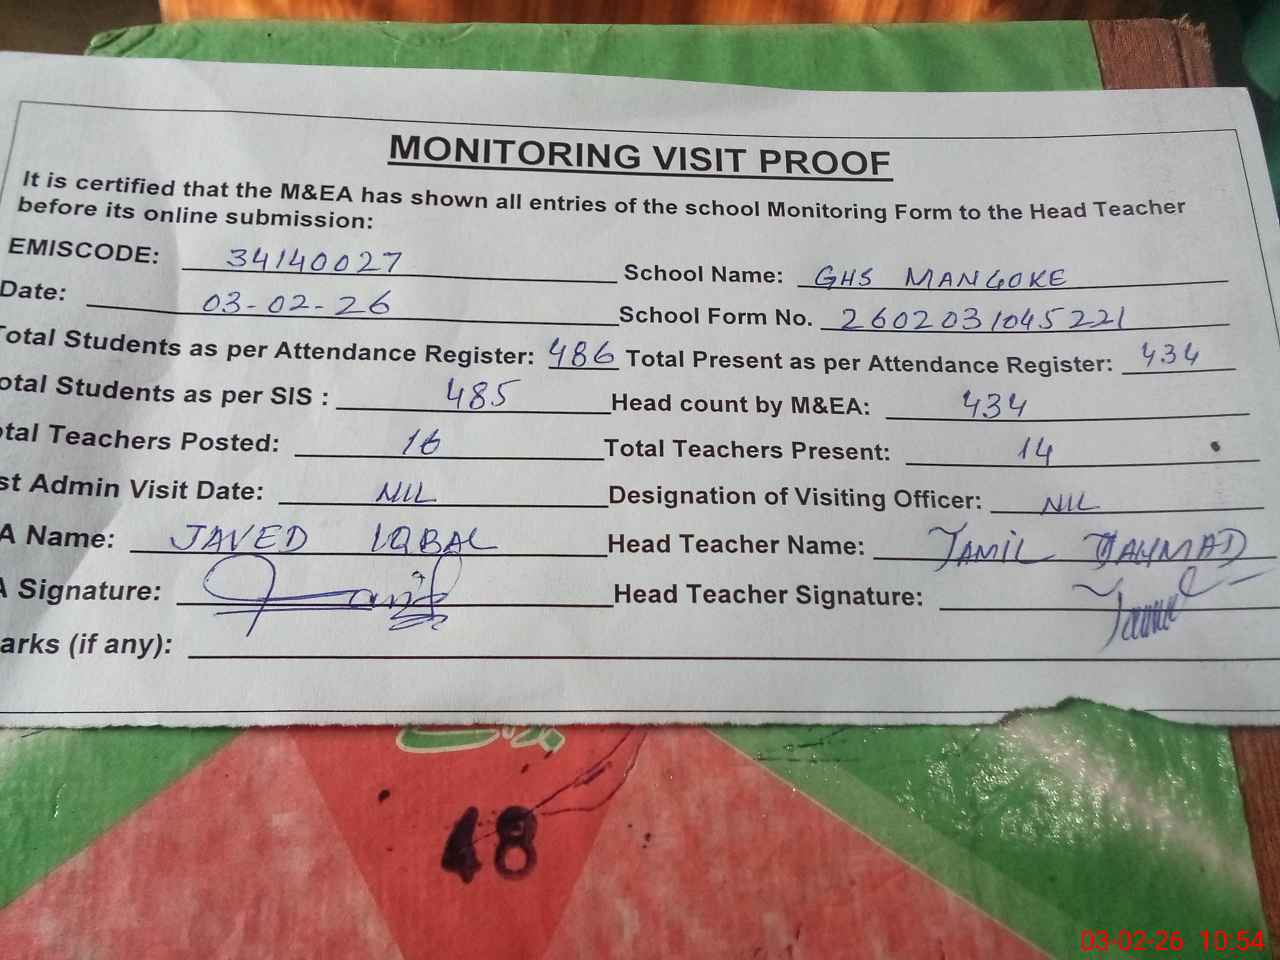 MONITORING VISIT PROOF
It is certified that the M&EA has shown all entries of the school Monitoring Form to the Head Teacher
before its online submission:
EMISCODE: 34140027 School Name: GHS MANGOKE
Date: 03-02-26 School Form No. 2602031045221
Total Students as per Attendance Register: 486 Total Present as per Attendance Register: 434
otal Students as per SIS : 485 Head count by M&EA: 434
otal Teachers Posted: 16 Total Teachers Present: 14
st Admin Visit Date: NIL Designation of Visiting Officer: NIL
A Name: JAVED IQBAL Head Teacher Name: JAMIL
A Signature: Head Teacher Signature:
arks (if any):
48
03-02-26 10:54